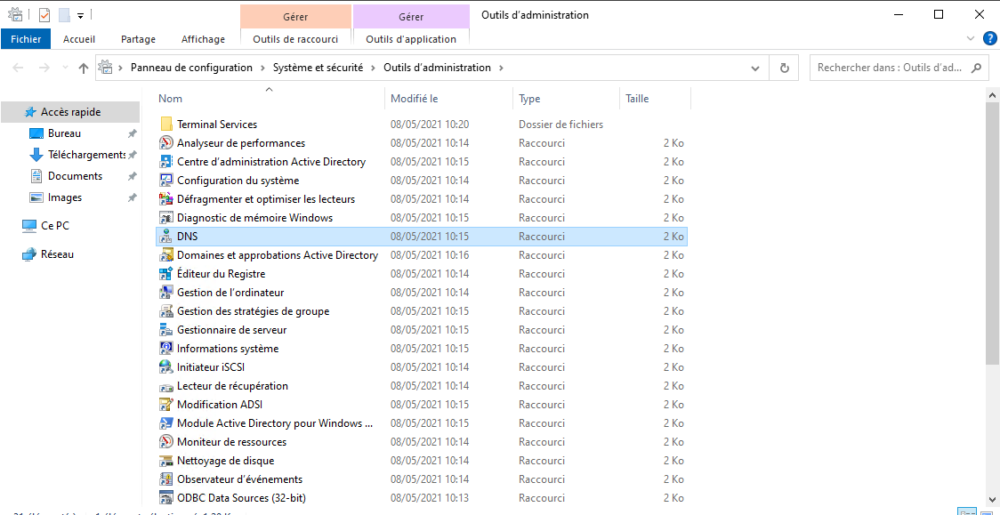 Gérer
Gérer
Outils d'administration
Fichier
Accueil
Partage
Affichage
Outils de raccourci
Outils d'application
Panneau de configuration > Système et sécurité > Outils d'administration >
Rechercher dans : Outils d'ad...
Nom Modifié le Type Taille
Accès rapide
Bureau
Téléchargements
Documents
Images
Ce PC
Réseau
Terminal Services 08/05/2021 10:20 Dossier de fichiers
Analyseur de performances 08/05/2021 10:14 Raccourci 2 Ko
Centre d'administration Active Directory 08/05/2021 10:15 Raccourci 2 Ko
Configuration du système 08/05/2021 10:14 Raccourci 2 Ko
Défragmenter et optimiser les lecteurs 08/05/2021 10:14 Raccourci 2 Ko
Diagnostic de mémoire Windows 08/05/2021 10:15 Raccourci 2 Ko
DNS 08/05/2021 10:15 Raccourci 2 Ko
Domaines et approbations Active Directory 08/05/2021 10:16 Raccourci 2 Ko
Éditeur du Registre 08/05/2021 10:14 Raccourci 2 Ko
Gestion de l'ordinateur 08/05/2021 10:14 Raccourci 2 Ko
Gestion des stratégies de groupe 08/05/2021 10:15 Raccourci 2 Ko
Gestionnaire de serveur 08/05/2021 10:15 Raccourci 2 Ko
Informations système 08/05/2021 10:15 Raccourci 2 Ko
Initiateur iSCSI 08/05/2021 10:14 Raccourci 2 Ko
Lecteur de récupération 08/05/2021 10:14 Raccourci 2 Ko
Modification ADSI 08/05/2021 10:15 Raccourci 2 Ko
Module Active Directory pour Windows ... 08/05/2021 10:15 Raccourci 2 Ko
Moniteur de ressources 08/05/2021 10:14 Raccourci 2 Ko
Nettoyage de disque 08/05/2021 10:14 Raccourci 2 Ko
Observateur d'événements 08/05/2021 10:14 Raccourci 2 Ko
ODBC Data Sources (32-bit) 08/05/2021 10:13 Raccourci 2 Ko